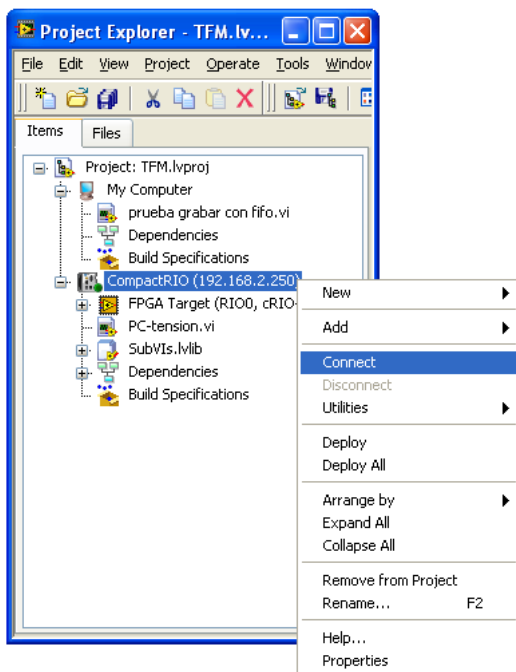 Project Explorer - TFM.lv...
File Edit View Project Operate Tools Window
Items Files
Project: TFM.lvproj
My Computer
prueba grabar con fifo.vi
Dependencies
Build Specifications
CompactRIO (192.168.2.250)
FPGA Target (RIO0, cRIO-
PC-tension.vi
SubVIs.lvlib
Dependencies
Build Specifications
New
Add
Connect
Disconnect
Utilities
Deploy
Deploy All
Arrange by
Expand All
Collapse All
Remove from Project
Rename... F2
Help...
Properties